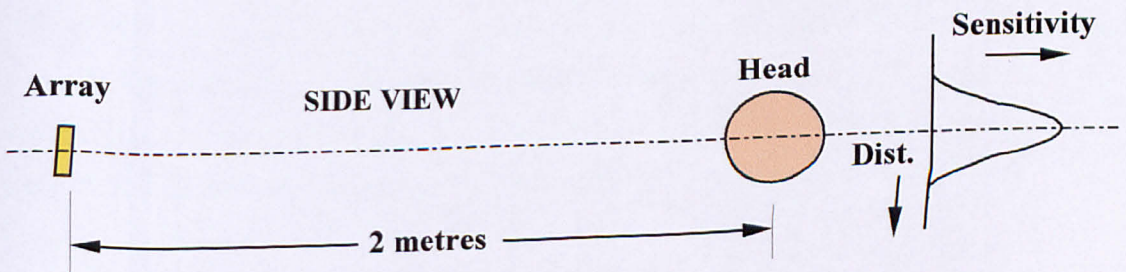 Sensitivity
Head
Array
SIDE VIEW
Dist.
2 metres